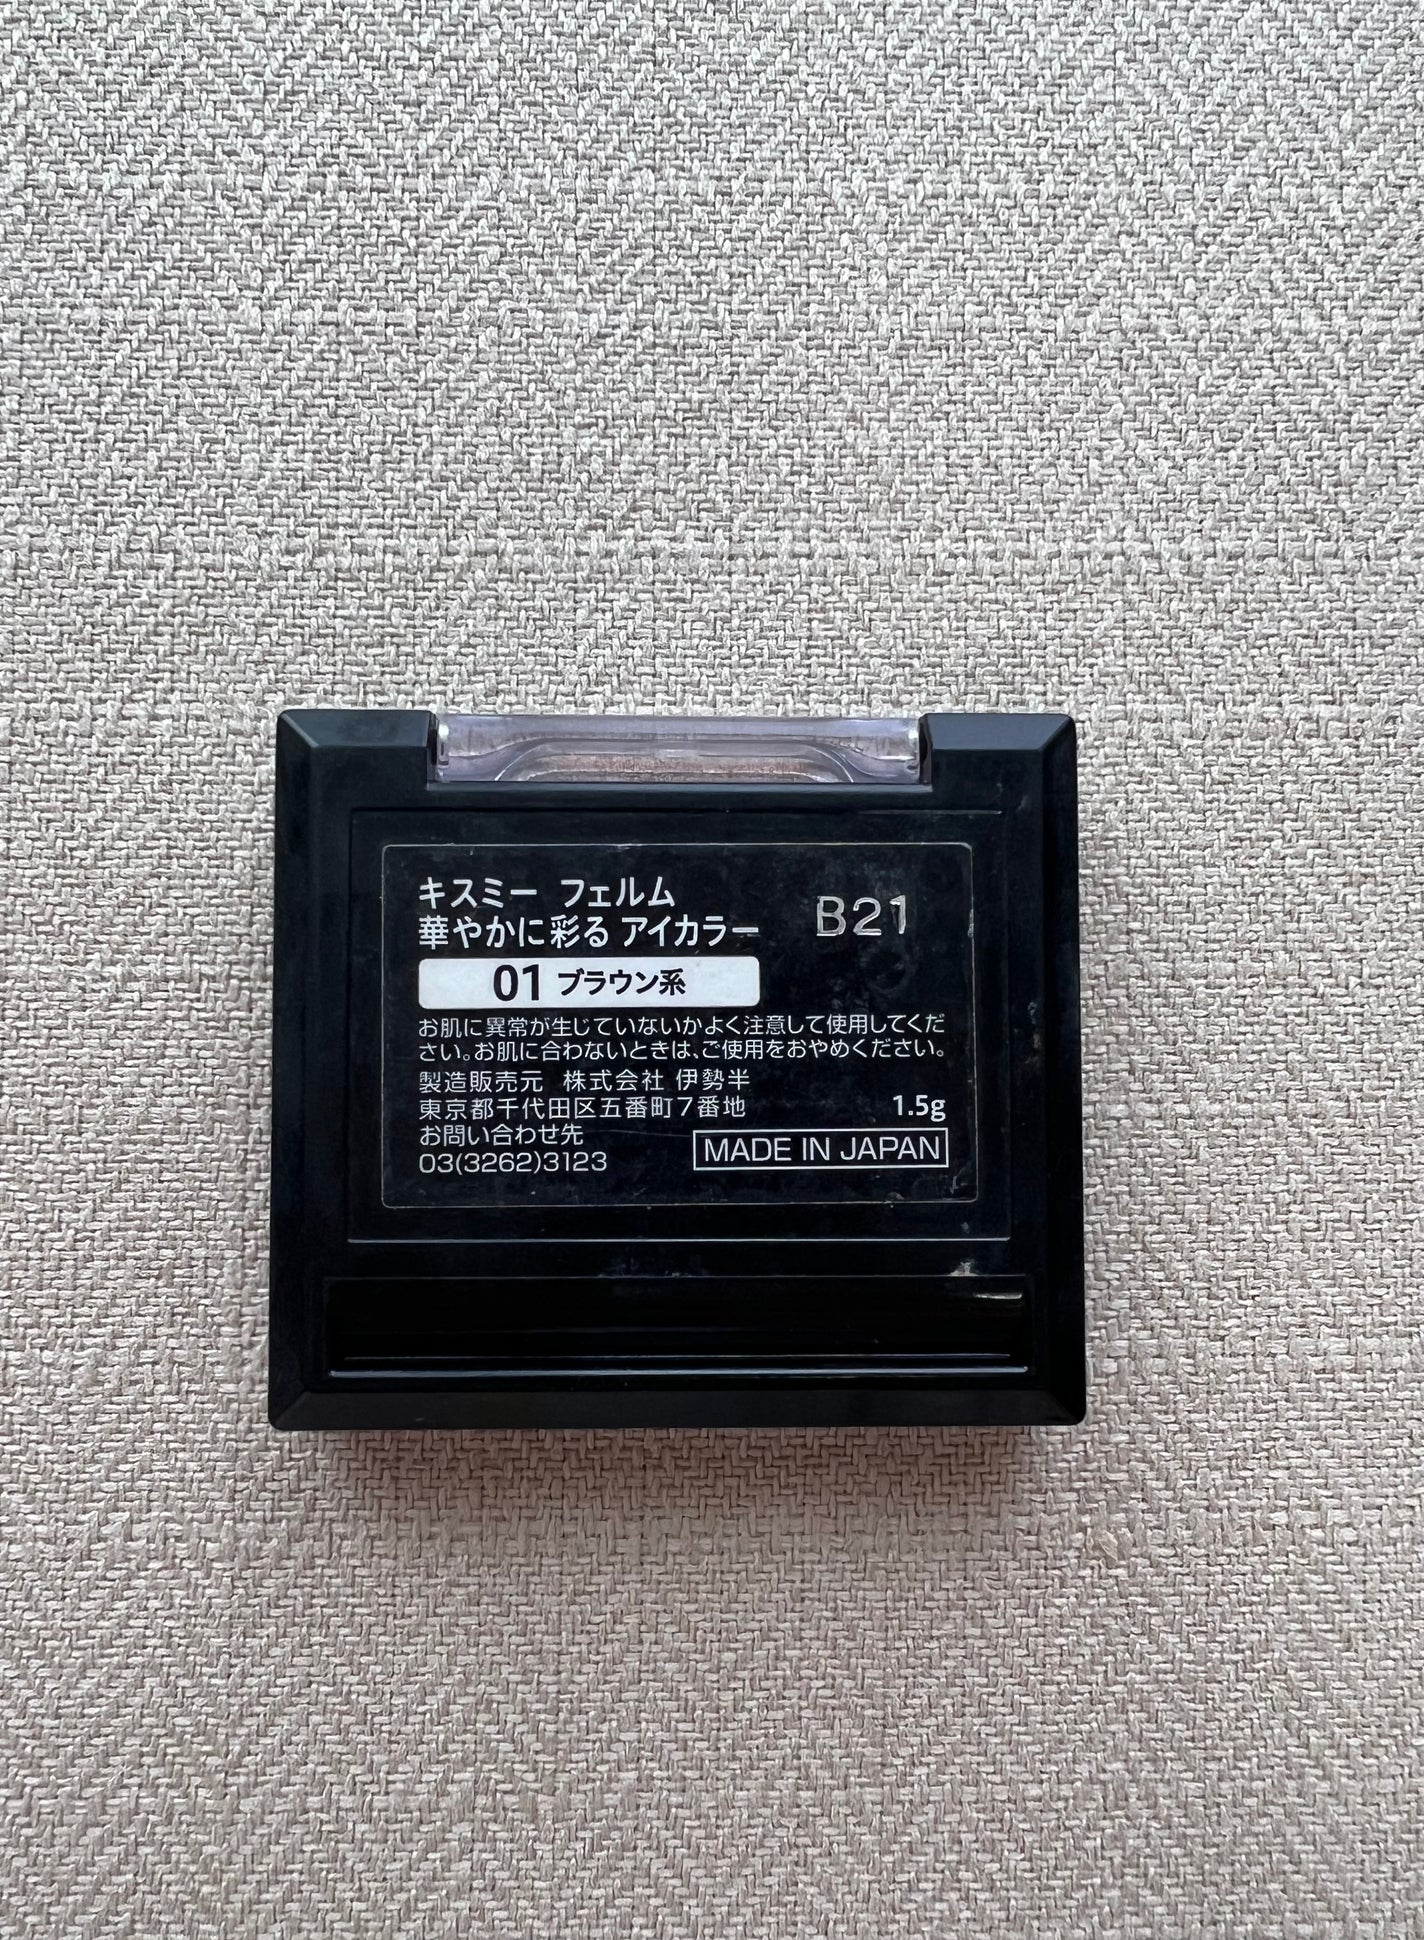 キスミー フェルム
華やかに彩る アイカラー
B21
01 ブラウン系
お肌に異常が生じていないかよく注意して使用してくだ
さい。お肌に合わないときは、ご使用をおやめください。
製造販売元 株式会社 伊勢半
東京都千代田区五番町7番地
1.5g
お問い合わせ先
03(3262)3123
MADE IN JAPAN